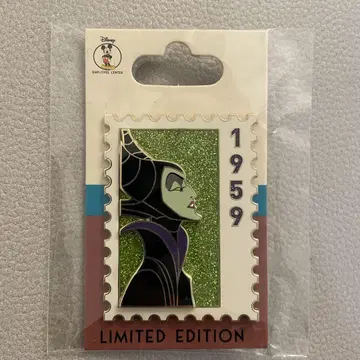 Disney
EMPLOYEE CENTER
1959
LIMITED EDITION